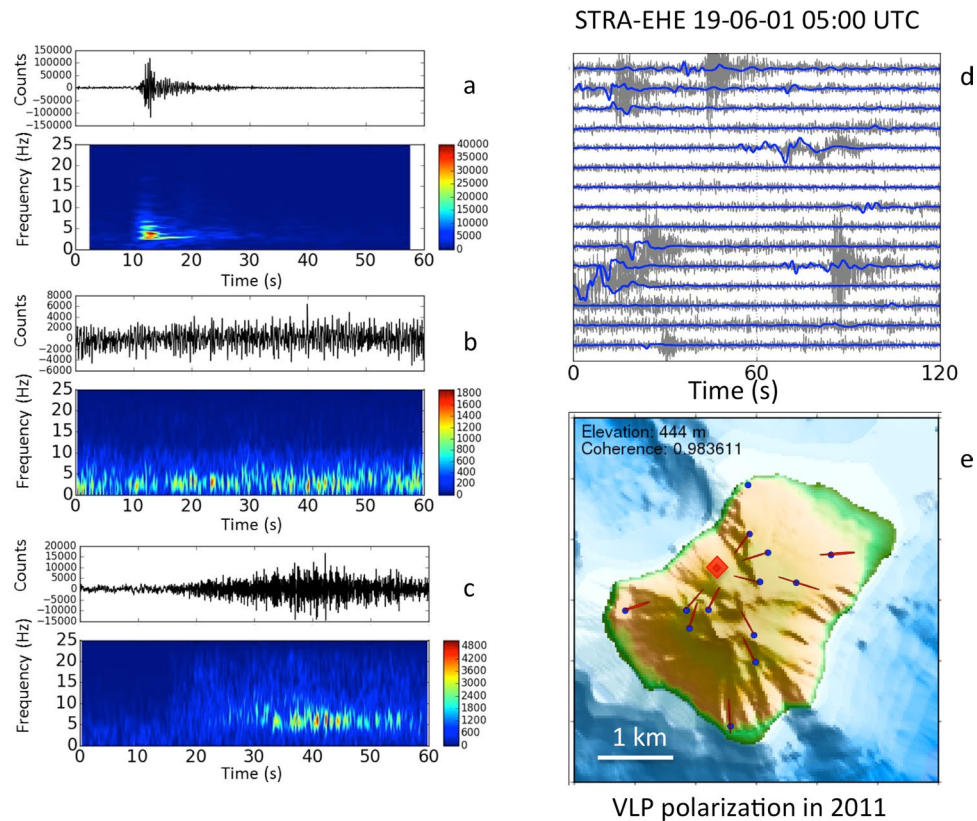 STRA-EHE 19-06-01 05:00 UTC
150000
100000
50000
0
−50000
−100000
−150000
Counts
a
25
20
15
10
5
0
Frequency (Hz)
40000
35000
30000
25000
20000
15000
10000
5000
0
0 10 20 30 40 50 60
Time (s)
8000
6000
4000
2000
0
−2000
−4000
−6000
Counts
b
25
20
15
10
5
0
Frequency (Hz)
1800
1600
1400
1200
1000
800
600
400
200
0
0 10 20 30 40 50 60
Time (s)
20000
15000
10000
5000
0
−5000
−10000
−15000
Counts
c
25
20
15
10
5
0
Frequency (Hz)
4800
4200
3600
3000
2400
1800
1200
600
0
0 10 20 30 40 50 60
Time (s)
d
0 60 120
Time (s)
Elevation: 444 m
Coherence: 0.983611
e
1 km
VLP polarization in 2011